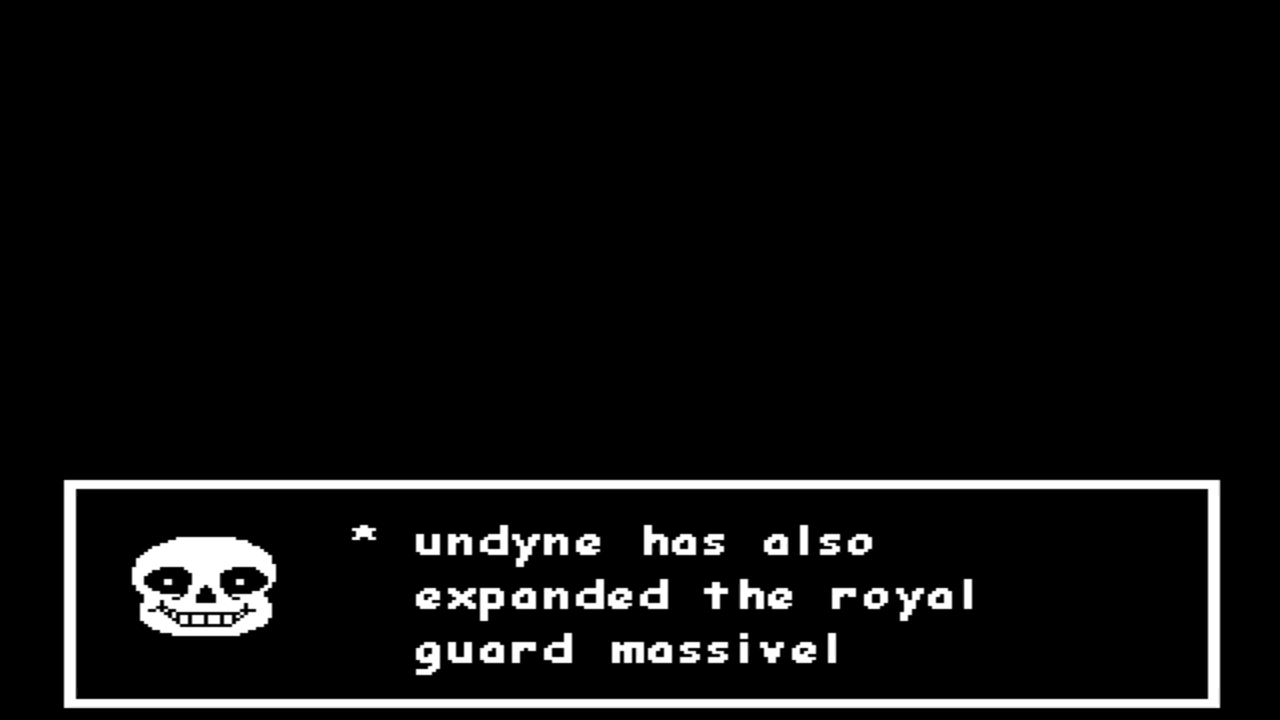 * undyne has also
expanded the royal
guard massivel